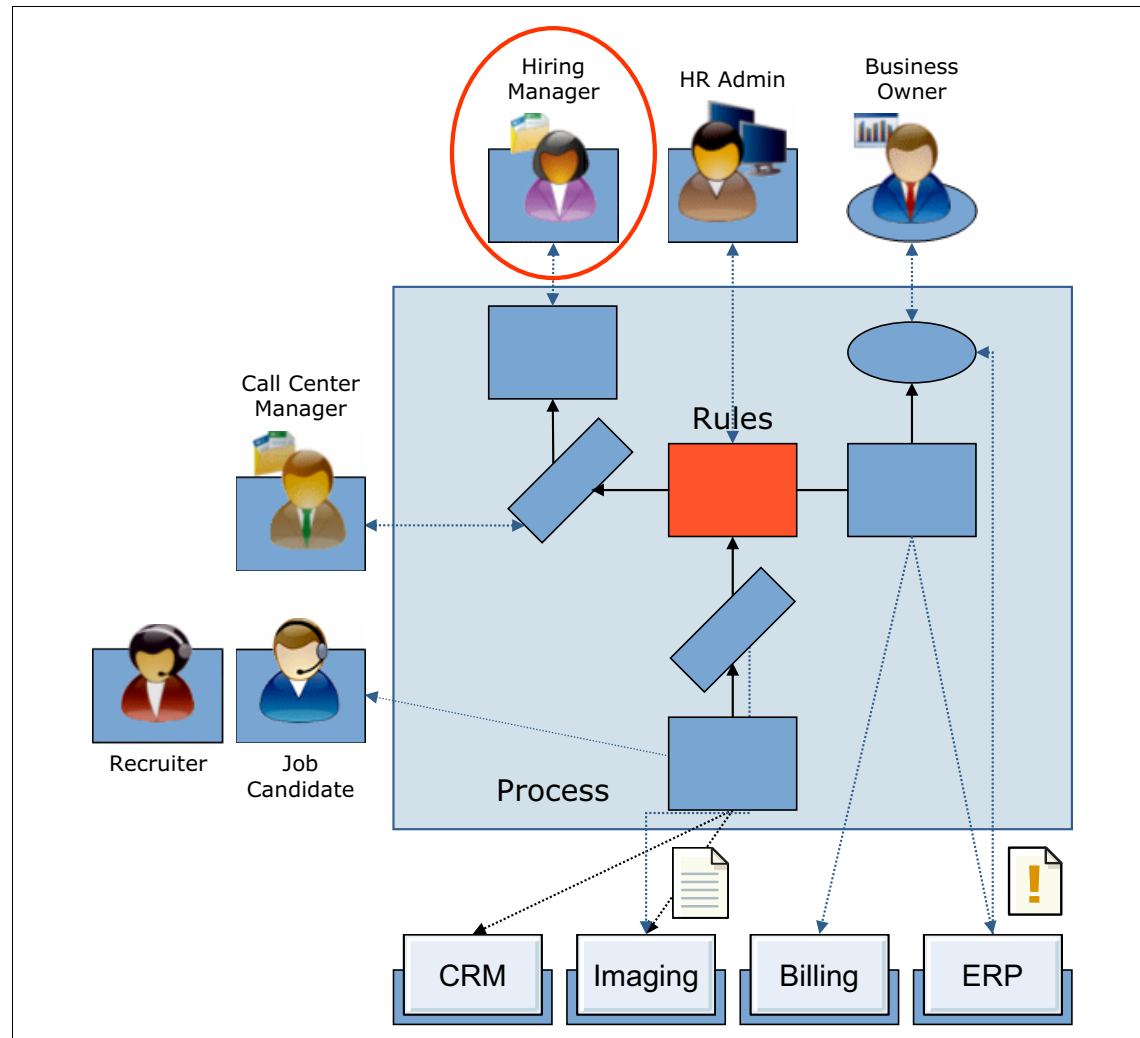 Hiring
Manager
HR Admin
Business
Owner
Call Center
Manager
Rules
Recruiter
Job
Candidate
Process
CRM
Imaging
Billing
ERP